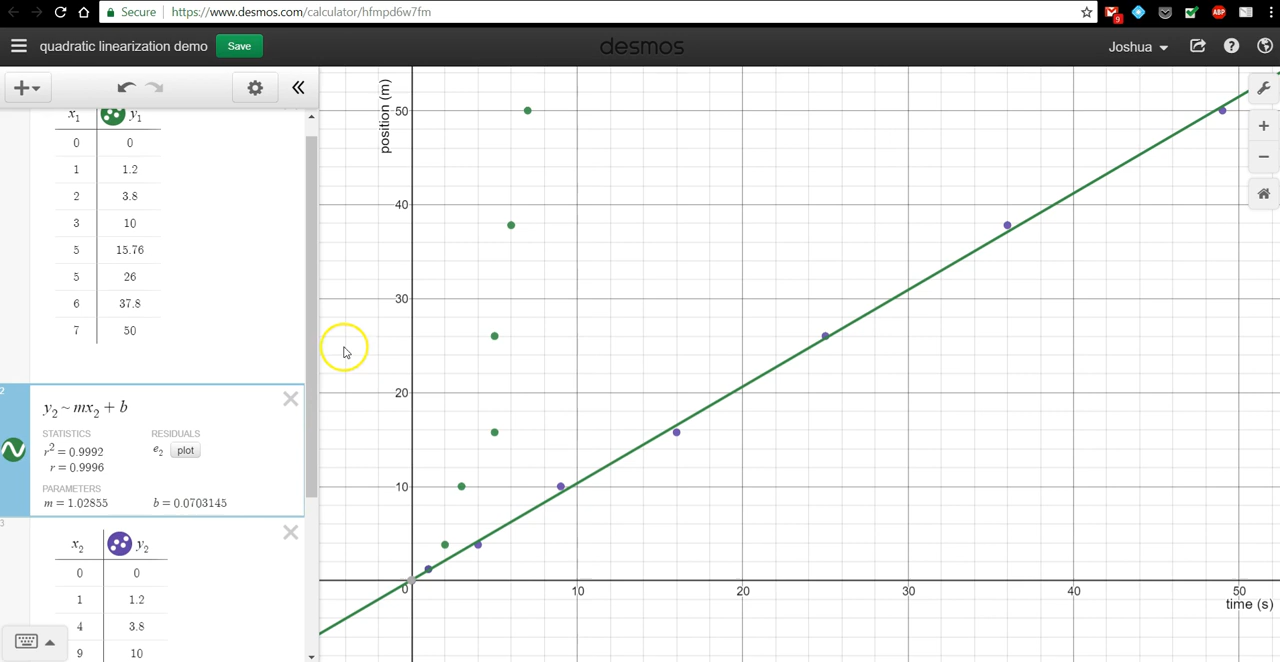 Secure https://www.desmos.com/calculator/hfmpd6w7fm
9
ABP
quadratic linearization demo Save desmos Joshua
x1 y1
0 0
1 1.2
2 3.8
3 10
5 15.76
5 26
6 37.8
7 50
2
y2 ~ mx2 + b
STATISTICS RESIDUALS
r² = 0.9992 e2 plot
r = 0.9996
PARAMETERS
m = 1.02855 b = 0.0703145
3
x2 y2
0 0
1 1.2
4 3.8
9 10
position (m)
50
40
30
20
10
0 10 20 30 40 50
time (s)